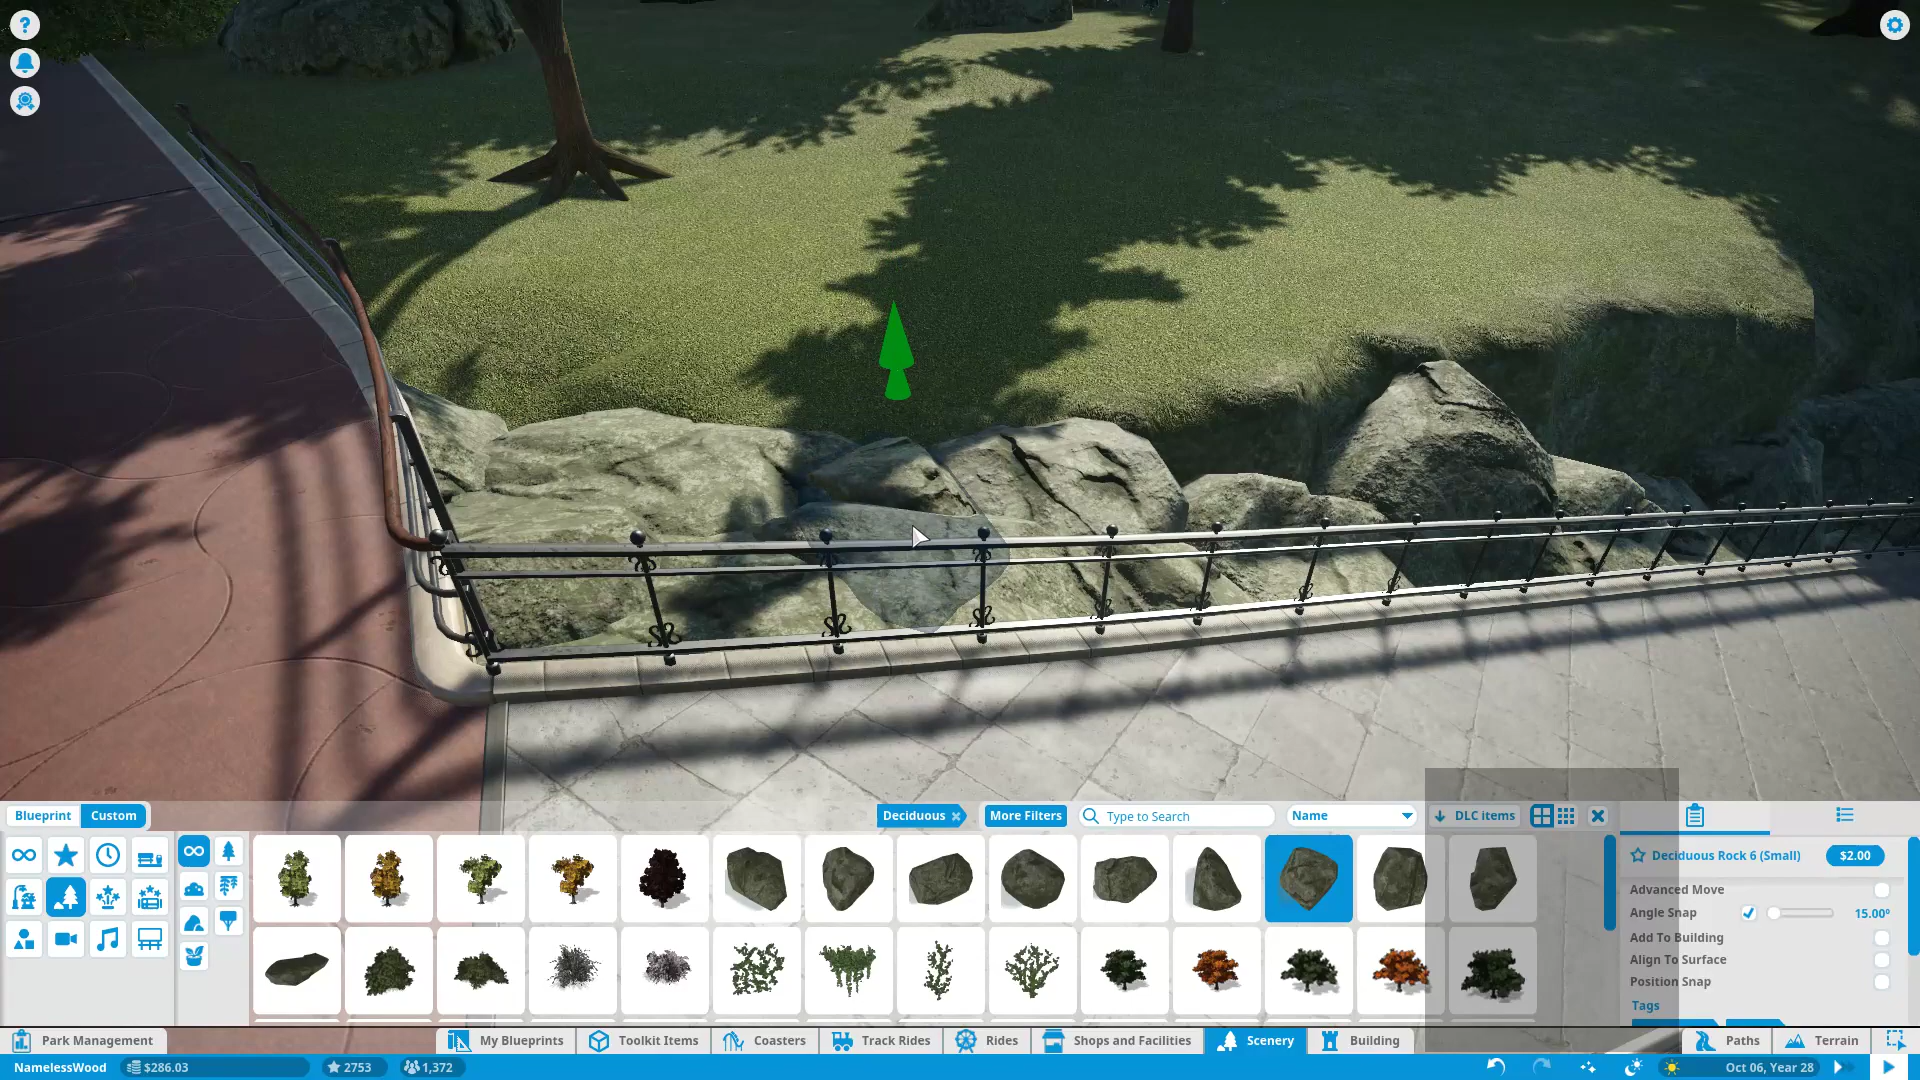 ?
Blueprint Custom Deciduous More Filters Type to Search Name DLC items
Deciduous Rock 6 (Small) $2.00
Advanced Move
Angle Snap 15.00°
Add To Building
Align To Surface
Position Snap
Tags
Park Management My Blueprints Toolkit Items Coasters Track Rides Rides Shops and Facilities Scenery Building Paths Terrain
NamelessWood $286.03 2753 1,372 Oct 06, Year 28